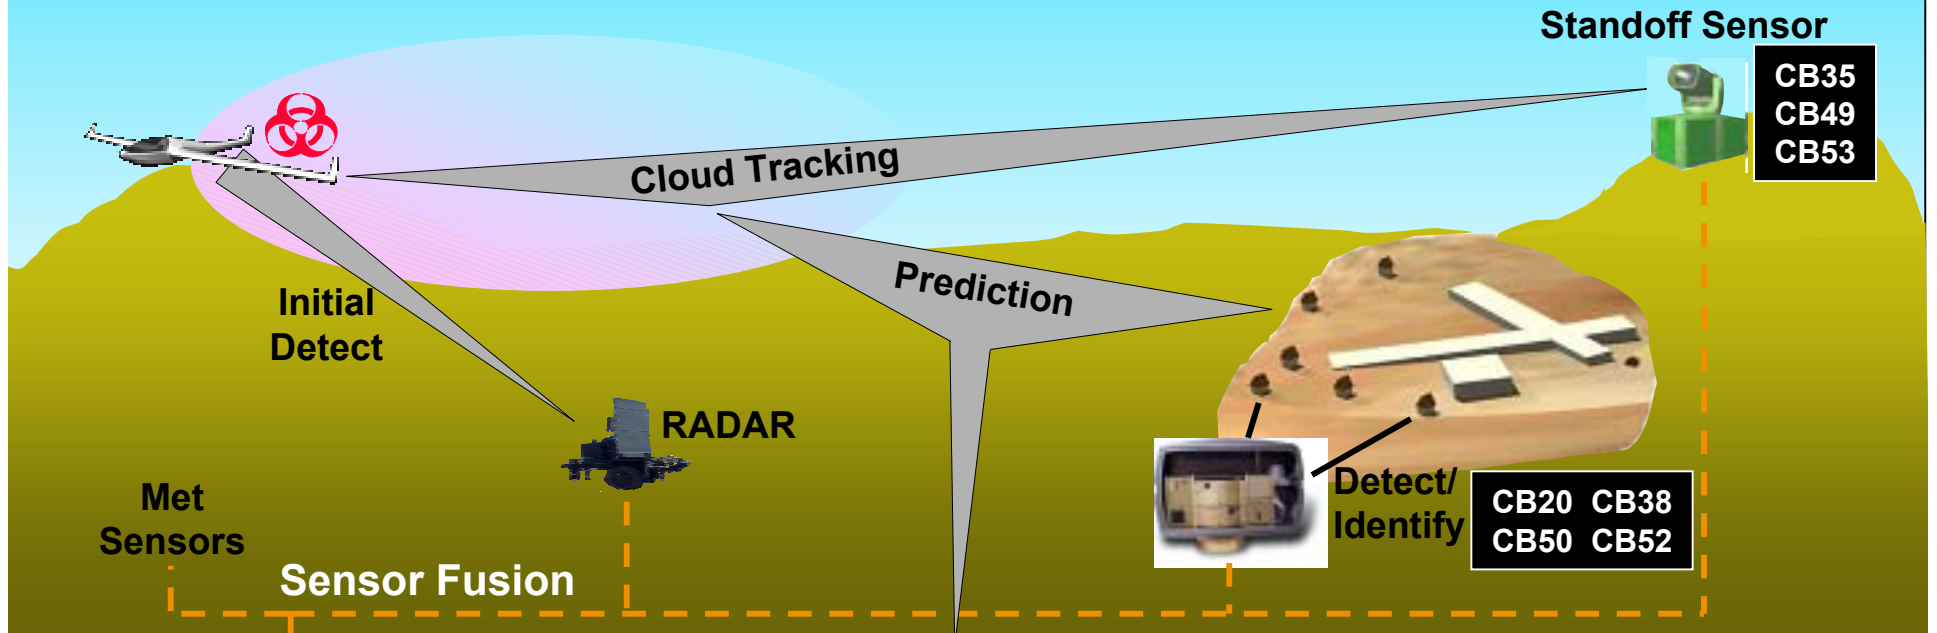 Standoff Sensor
CB35
CB49
CB53
Cloud Tracking
Prediction
Initial
Detect
RADAR
Met
Sensors
Detect/
Identify
CB20 CB38
CB50 CB52
Sensor Fusion